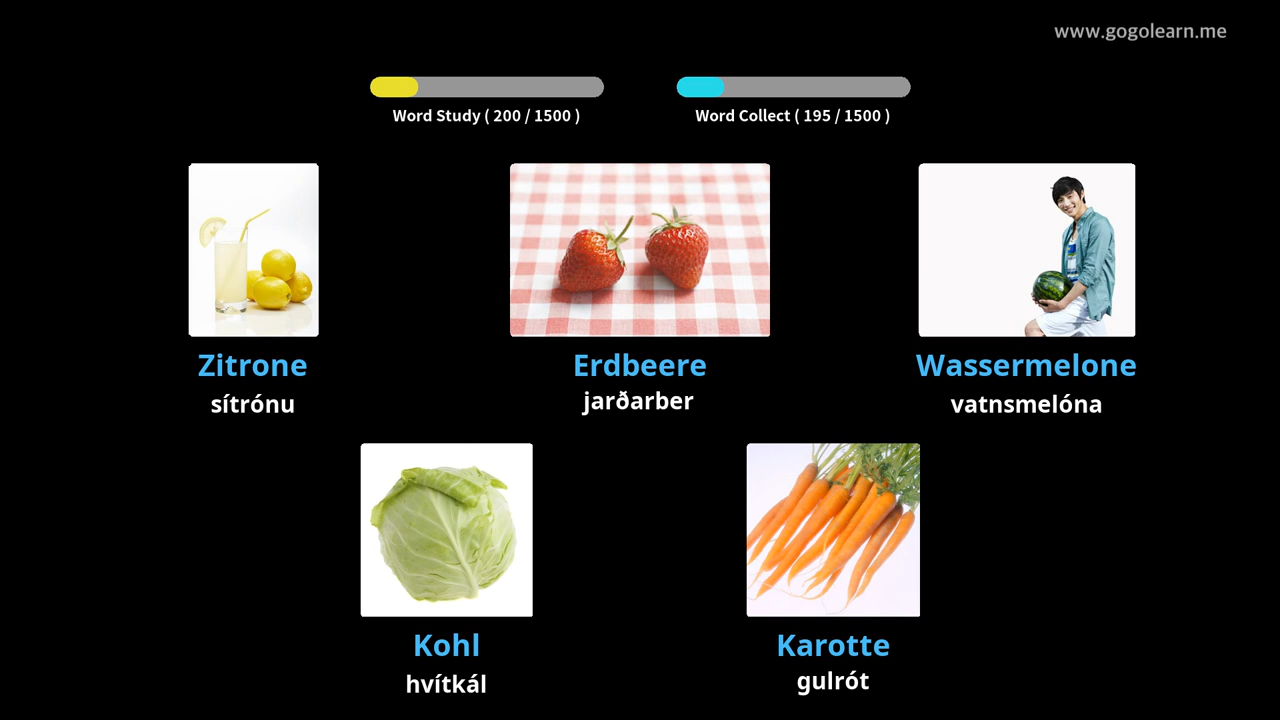 www.gogolearn.me
Word Study ( 200 / 1500 )
Word Collect ( 195 / 1500 )
Zitrone
sítrónu
Erdbeere
jarðarber
Wassermelone
vatnsmelóna
Kohl
hvítkál
Karotte
gulrót